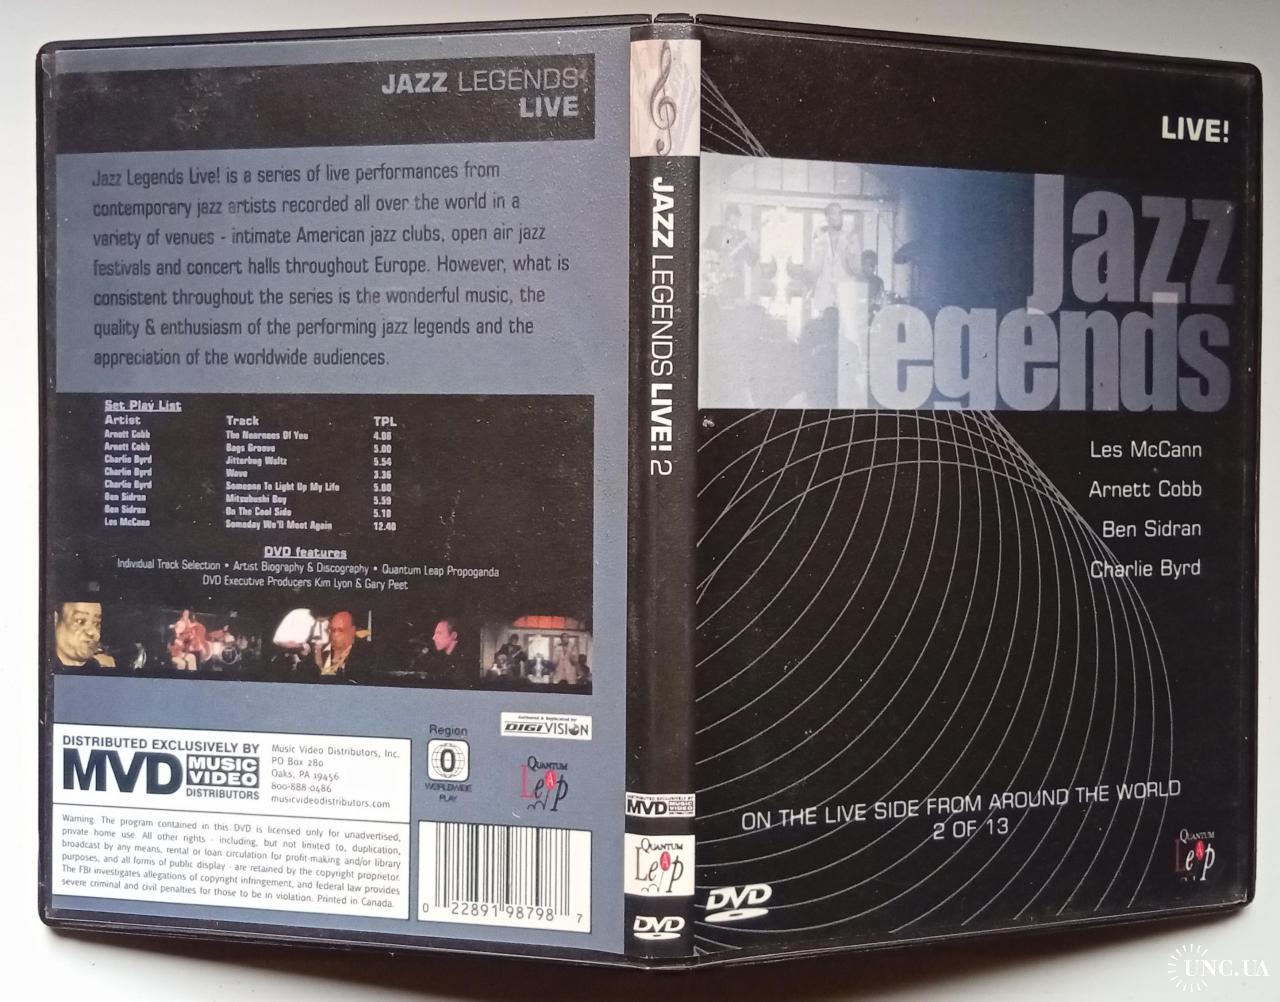 JAZZ LEGENDS
LIVE
Jazz Legends Live! is a series of live performances from
contemporary jazz artists recorded all over the world in a
variety of venues - intimate American jazz clubs, open air jazz
festivals and concert halls throughout Europe. However, what is
consistent throughout the series is the wonderful music, the
quality & enthusiasm of the performing jazz legends and the
appreciation of the worldwide audiences.
Set Play List
Artist Track TPL
Arnett Cobb The Nearness Of You 4.06
Arnett Cobb Bags Groove 5.00
Charlie Byrd Jitterbug Waltz 5.54
Charlie Byrd Wave 3.36
Charlie Byrd Someone To Light Up My Life 5.00
Ben Sidran Mitsubushi Boy 5.59
Ben Sidran On The Cool Side 5.10
Les McCann Someday We'll Meet Again 12.40
DVD features
Individual Track Selection • Artist Biography & Discography • Quantum Leap Propoganda
DVD Executive Producers Kim Lyon & Gary Peet
DISTRIBUTED EXCLUSIVELY BY
MVD MUSIC VIDEO DISTRIBUTORS
Music Video Distributors, Inc.
PO Box 280
Oaks, PA 19456
800-888-0486
musicvideodistributors.com
Region
0
WORLDWIDE
PLAY
Authored & Replicated by:
DIGIVISION
QUANTUM
LeAp
Warning: The program contained in this DVD is licensed only for unadvertised,
private home use. All other rights - including, but not limited to, duplication,
broadcast by any means, rental or loan circulation for profit-making and/or library
purposes, and all forms of public display - are retained by the copyright proprietor.
The FBI investigates allegations of copyright infringement, and federal law provides
severe criminal and civil penalties for those to be in violation. Printed in Canada.
0 22891 98798 7
JAZZ LEGENDS LIVE! 2
DISTRIBUTED EXCLUSIVELY BY
MVD MUSIC VIDEO DISTRIBUTORS
QUANTUM
LeAp
DVD
LIVE!
Jazz
legends
Les McCann
Arnett Cobb
Ben Sidran
Charlie Byrd
ON THE LIVE SIDE FROM AROUND THE WORLD
2 OF 13
QUANTUM
LeAp
DVD
UNC.UA